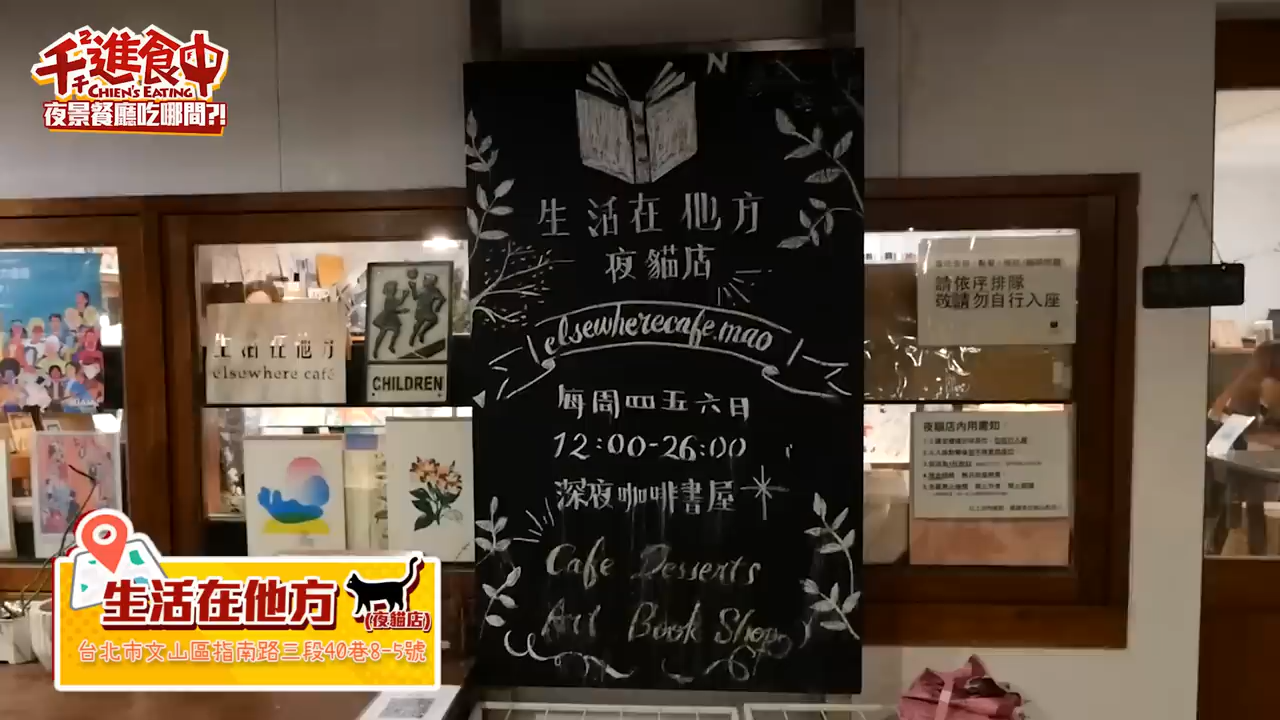 千千進食中
CHIEN's EATING
夜景餐廳吃哪間?!
N
生活在他方
夜貓店
elsewherecafe.mao
每周四五六日
12:00-26:00
深夜咖啡書屋
Cafe Desserts
Art Book Shop
生活在他方
elsewhere café
CHILDREN
請依序排隊
敬請勿自行入座
夜貓店內用需知:
生活在他方
(夜貓店)
台北市文山區指南路三段40巷8-5號